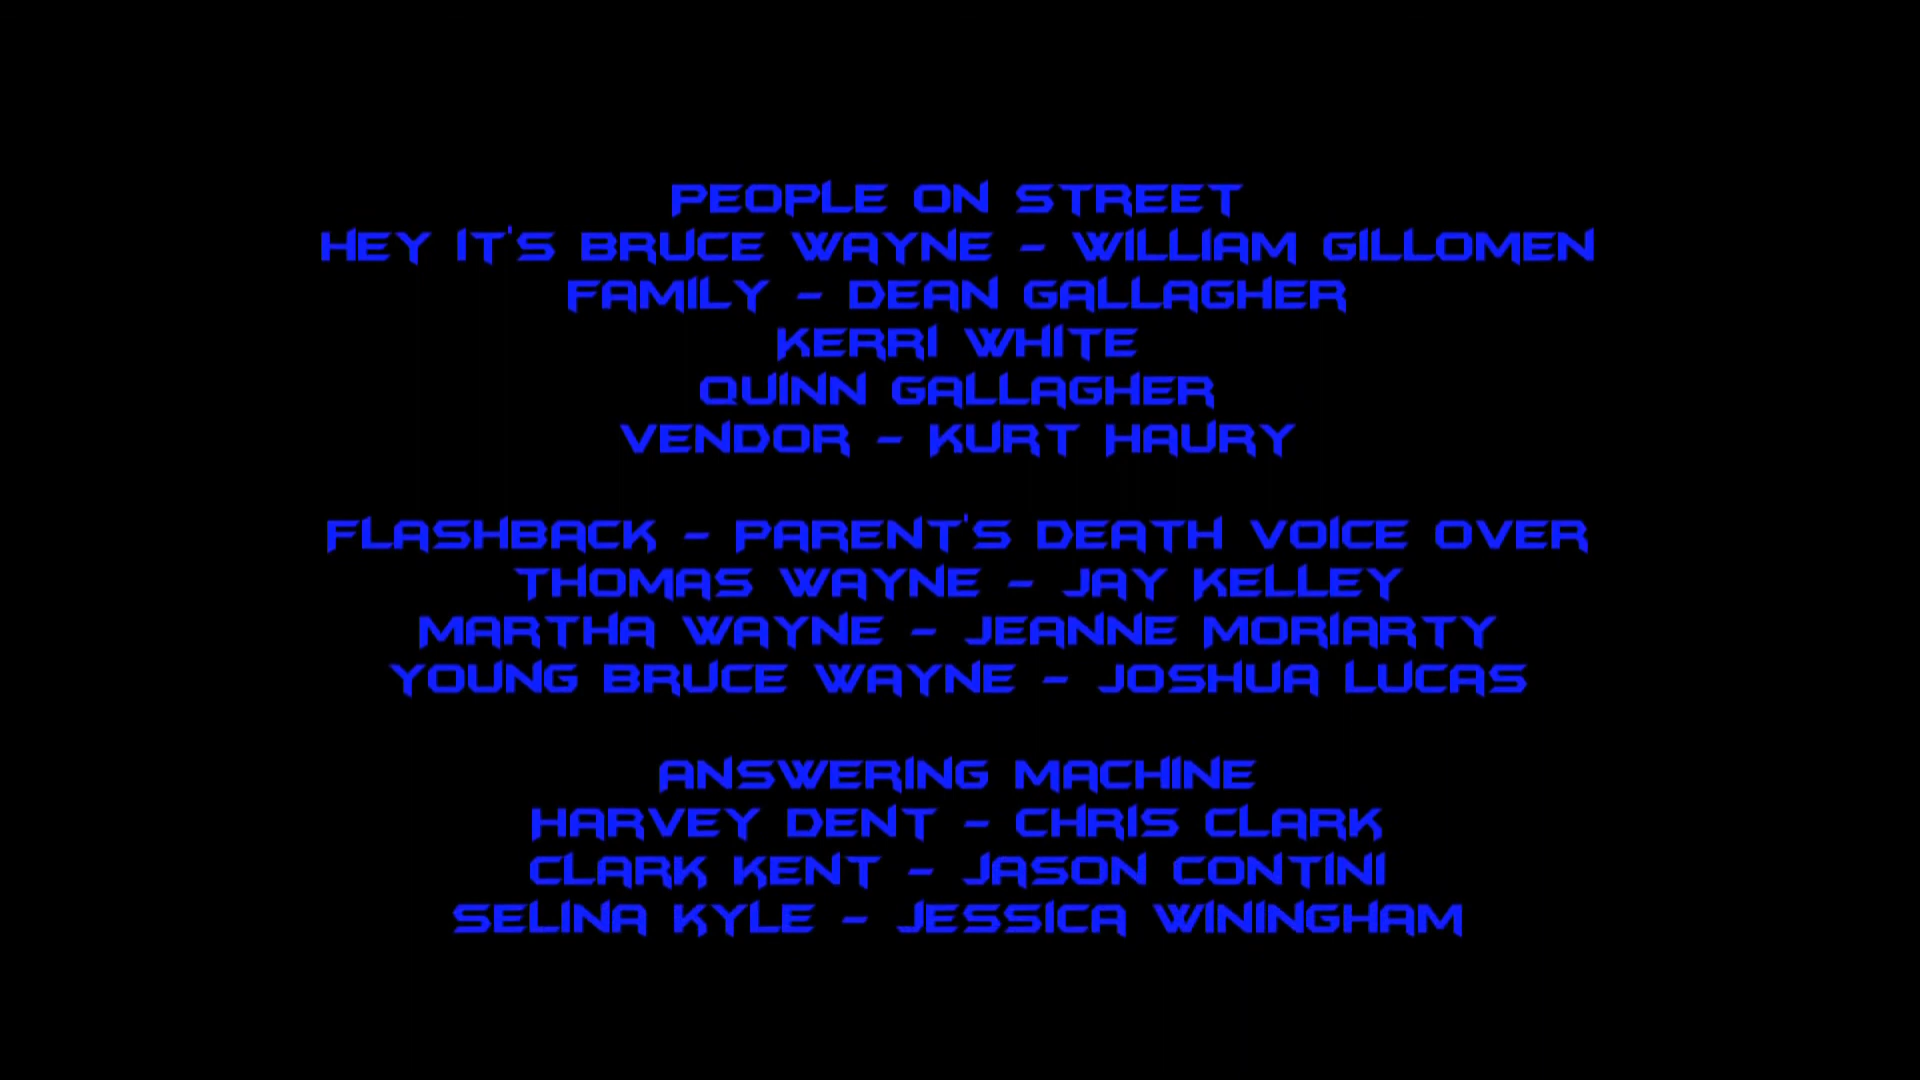 PEOPLE ON STREET
HEY IT'S BRUCE WAYNE - WILLIAM GILLOMEN
FAMILY - DEAN GALLAGHER
KERRI WHITE
QUINN GALLAGHER
VENDOR - KURT HAURY
FLASHBACK - PARENT'S DEATH VOICE OVER
THOMAS WAYNE - JAY KELLEY
MARTHA WAYNE - JEANNE MORIARTY
YOUNG BRUCE WAYNE - JOSHUA LUCAS
ANSWERING MACHINE
HARVEY DENT - CHRIS CLARK
CLARK KENT - JASON CONTINI
SELINA KYLE - JESSICA WININGHAM